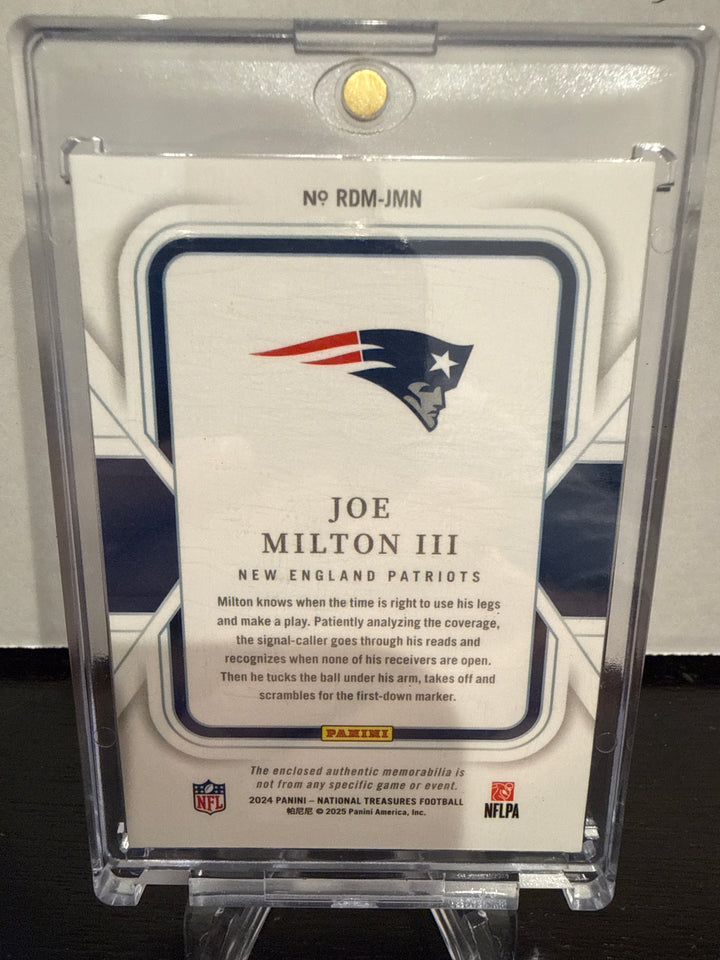 Nº RDM-JMN
JOE
MILTON III
NEW ENGLAND PATRIOTS
Milton knows when the time is right to use his legs
and make a play. Patiently analyzing the coverage,
the signal-caller goes through his reads and
recognizes when none of his receivers are open.
Then he tucks the ball under his arm, takes off and
scrambles for the first-down marker.
PANINI
The enclosed authentic memorabilia is
not from any specific game or event.
2024 PANINI – NATIONAL TREASURES FOOTBALL
帕尼尼 © 2025 Panini America, Inc.
NFL
NFLPA